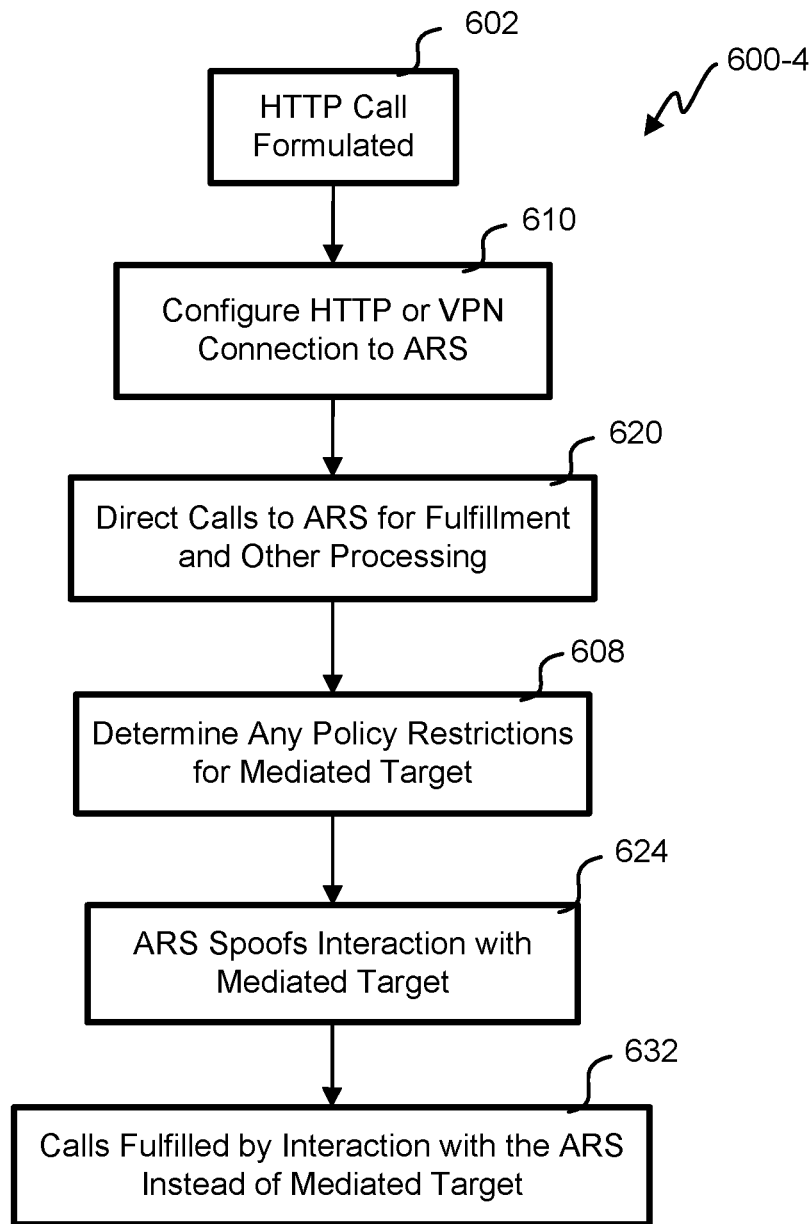 602
600-4
HTTP Call
Formulated
610
Configure HTTP or VPN
Connection to ARS
620
Direct Calls to ARS for Fulfillment
and Other Processing
608
Determine Any Policy Restrictions
for Mediated Target
624
ARS Spoofs Interaction with
Mediated Target
632
Calls Fulfilled by Interaction with the ARS
Instead of Mediated Target